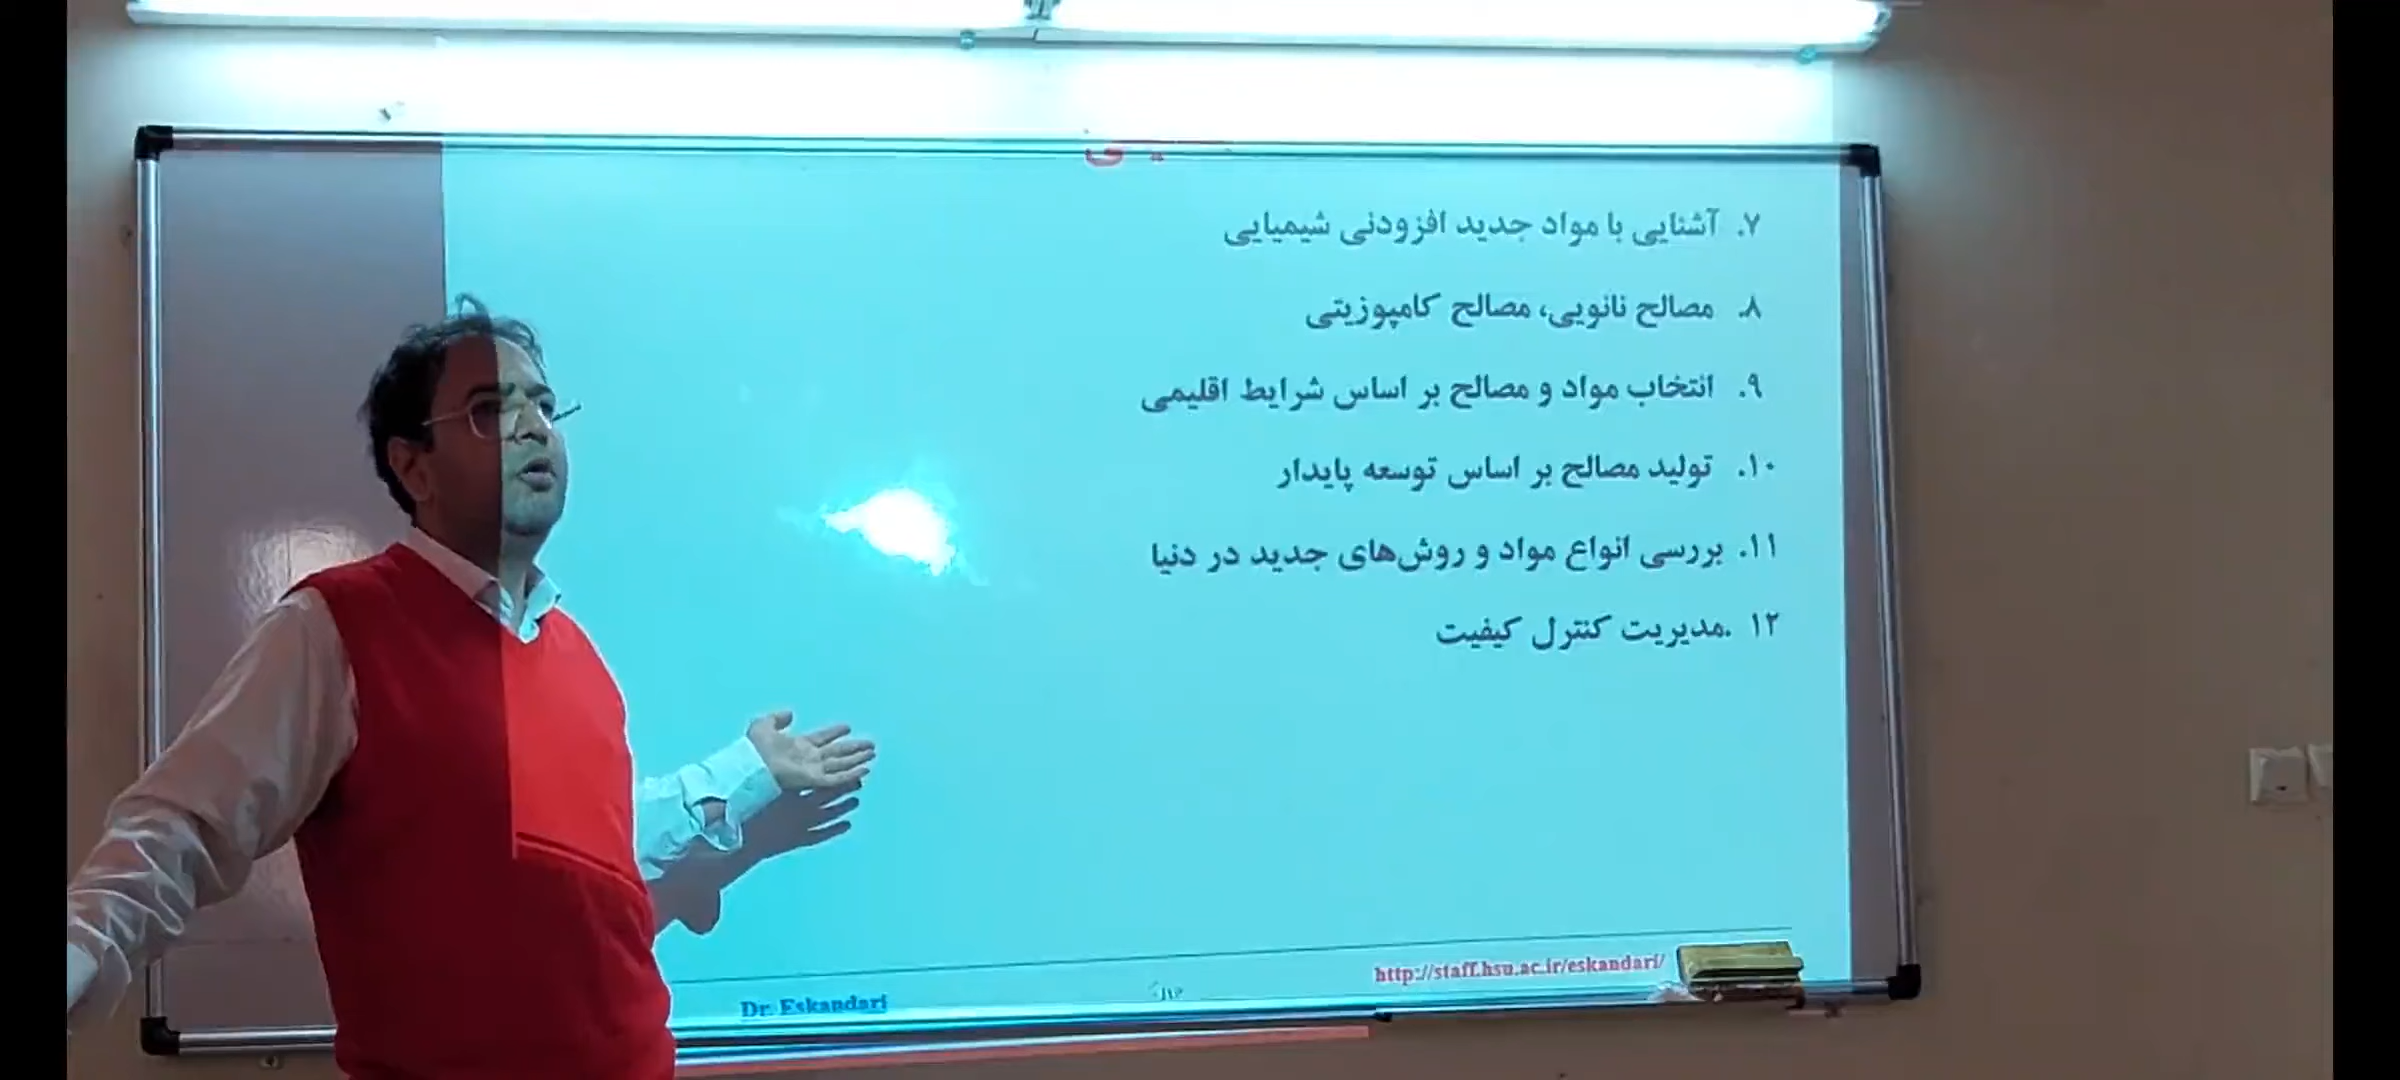 ۷. آشنایی با مواد جدید افزودنی شیمیایی
۸. مصالح نانویی، مصالح کامپوزیتی
۹. انتخاب مواد و مصالح بر اساس شرایط اقلیمی
۱۰. تولید مصالح بر اساس توسعه پایدار
۱۱. بررسی انواع مواد و روش‌های جدید در دنیا
۱۲ .مدیریت کنترل کیفیت
http://staff.hsu.ac.ir/eskandari/
Dr. Eskandari